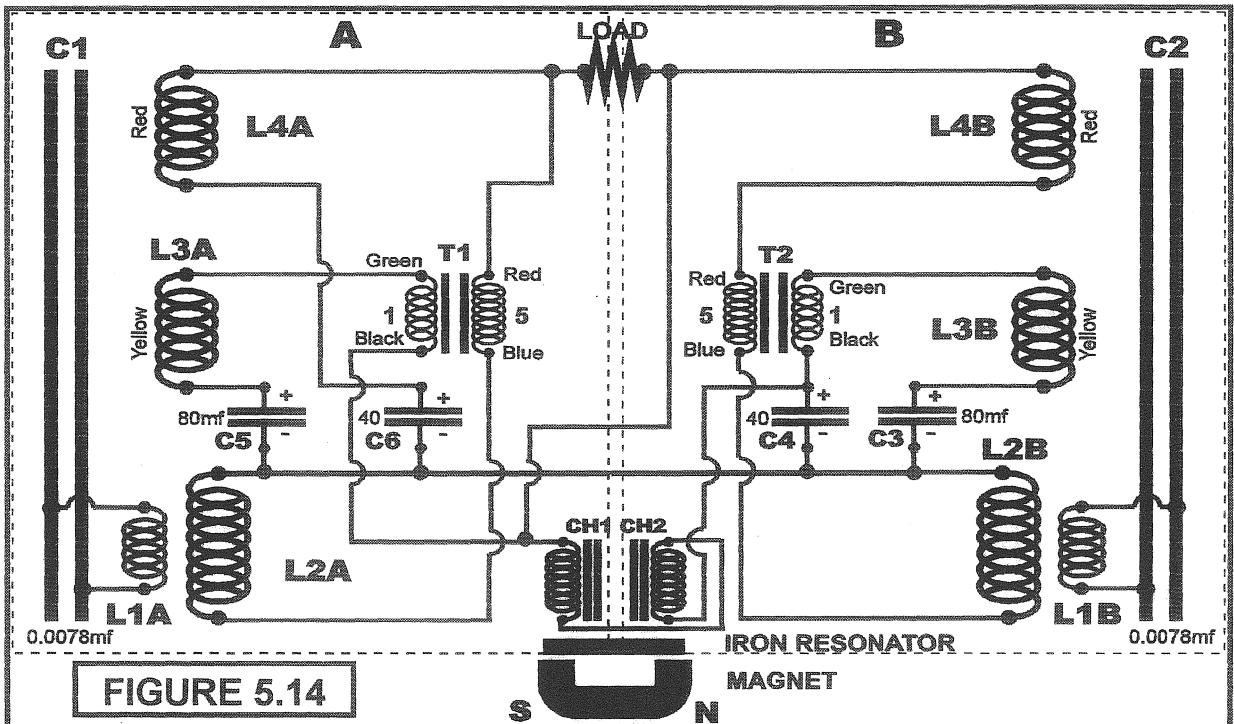 A LOAD B
C1 C2
Red L4A L4B Red
L3A Green T1 Red T2 Red Green
Yellow 1 5 5 1 L3B Yellow
Black Blue Blue Black
+ + + +
80mf 40 40 80mf
C5 - C6 - C4 - C3 -
L2B
CH1 CH2
L2A
L1A L1B
0.0078mf IRON RESONATOR 0.0078mf
FIGURE 5.14 MAGNET
S N